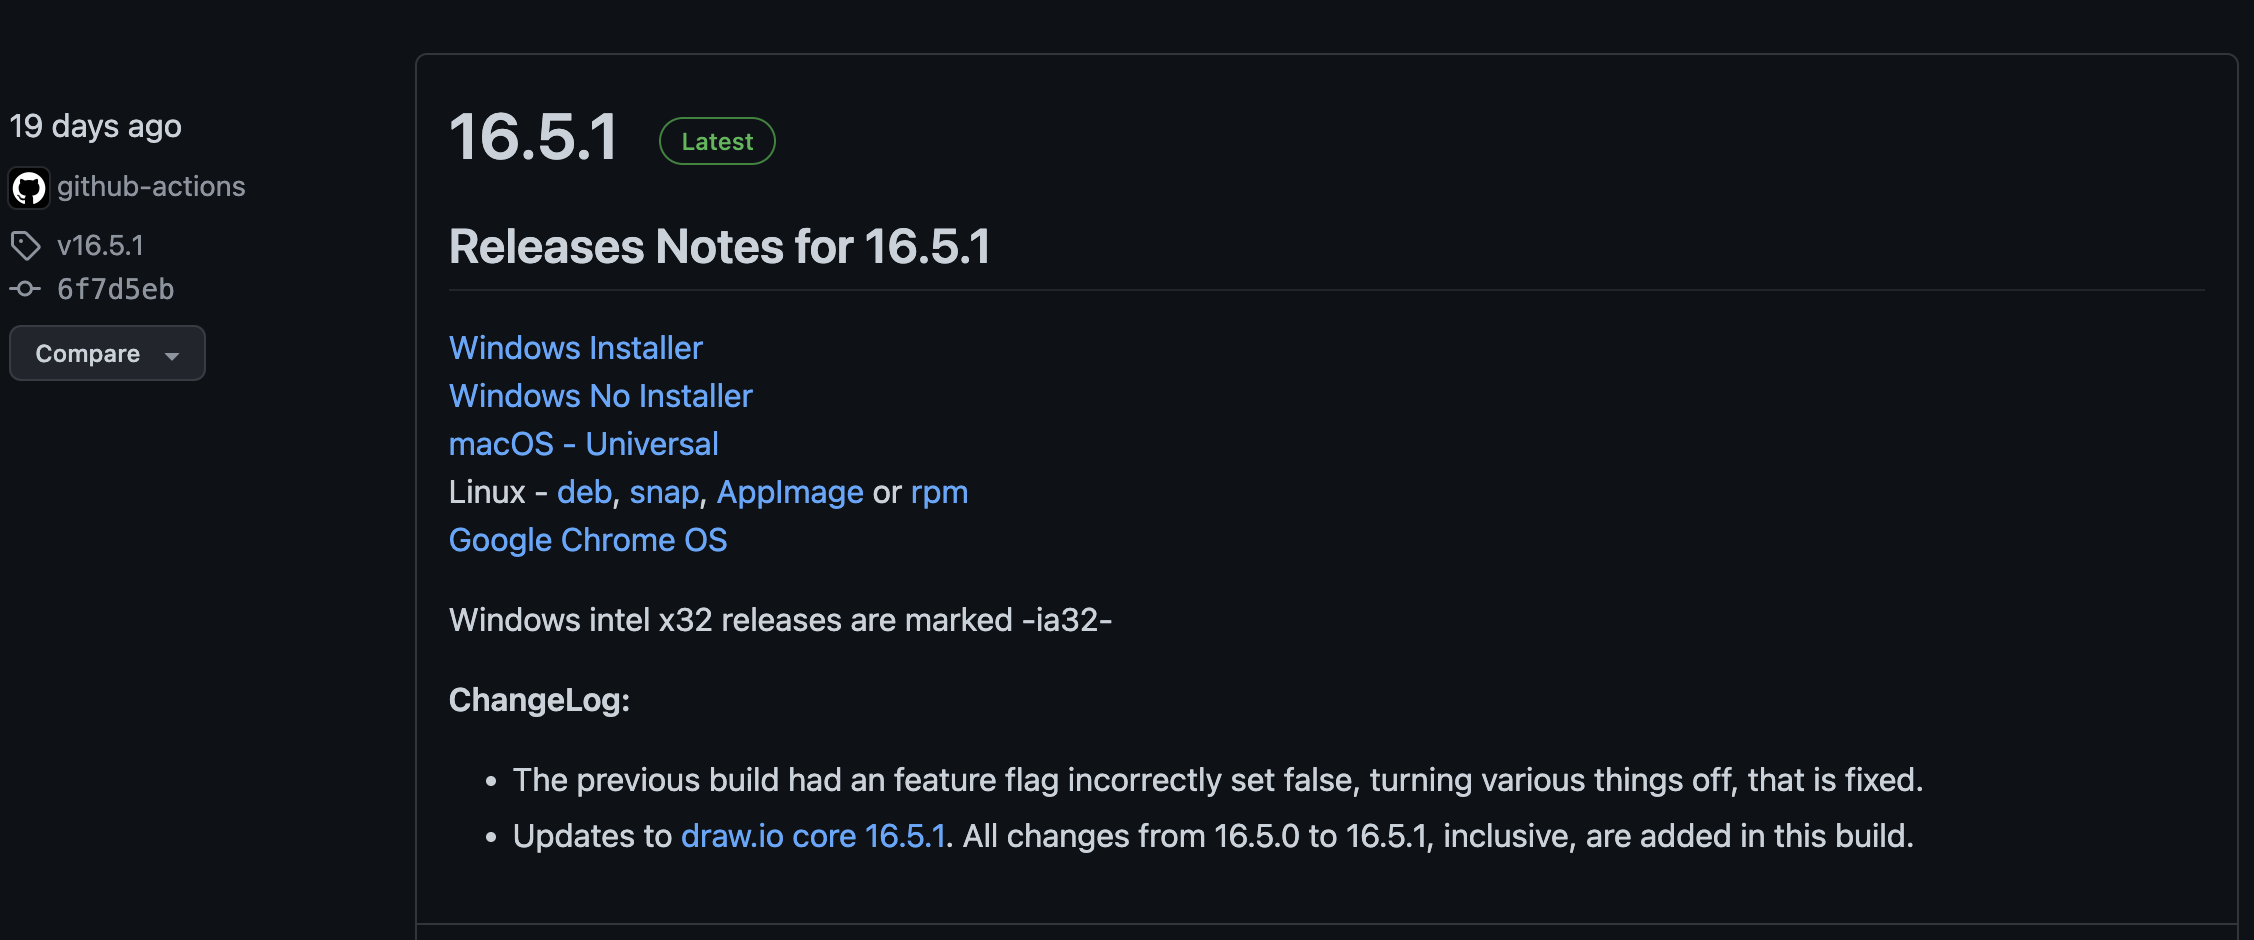 19 days ago
github-actions
v16.5.1
6f7d5eb
Compare
16.5.1 Latest
Releases Notes for 16.5.1
Windows Installer
Windows No Installer
macOS - Universal
Linux - deb, snap, AppImage or rpm
Google Chrome OS
Windows intel x32 releases are marked -ia32-
ChangeLog:
• The previous build had an feature flag incorrectly set false, turning various things off, that is fixed.
• Updates to draw.io core 16.5.1. All changes from 16.5.0 to 16.5.1, inclusive, are added in this build.